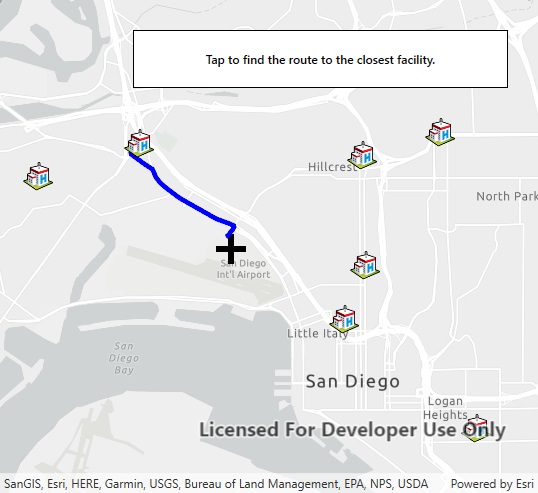 Tap to find the route to the closest facility.
Hillcrest
North Park
San Diego
Int'l Airport
Little Italy
San
Diego
Bay
San Diego
Logan
Heights
Licensed For Developer Use Only
SanGIS, Esri, HERE, Garmin, USGS, Bureau of Land Management, EPA, NPS, USDA Powered by Esri